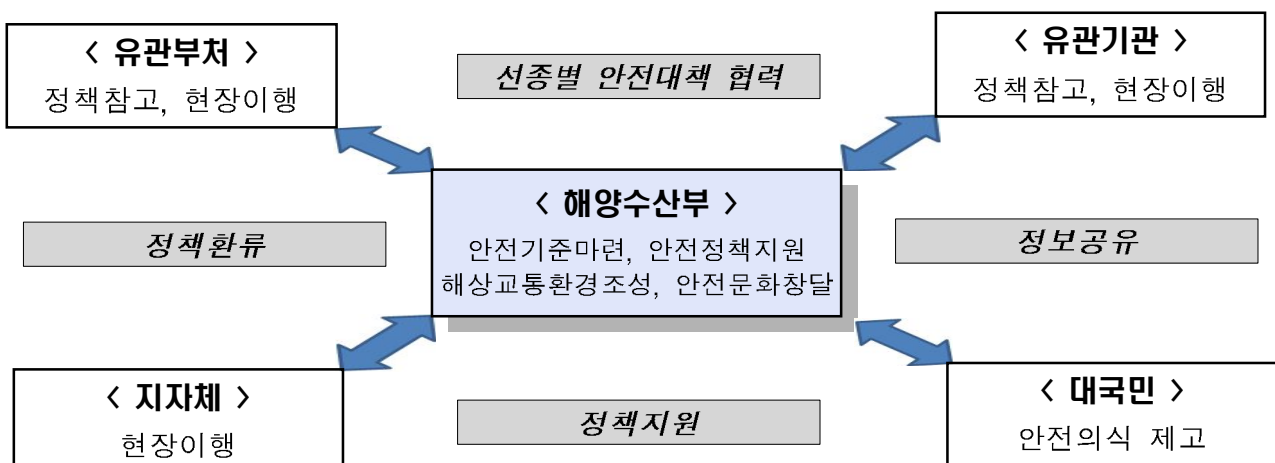 < 유관부처 >
정책참고, 현장이행
선종별 안전대책 협력
< 유관기관 >
정책참고, 현장이행
< 해양수산부 >
안전기준마련, 안전정책지원
해상교통환경조성, 안전문화창달
정책환류
정보공유
< 지자체 >
현장이행
정책지원
< 대국민 >
안전의식 제고